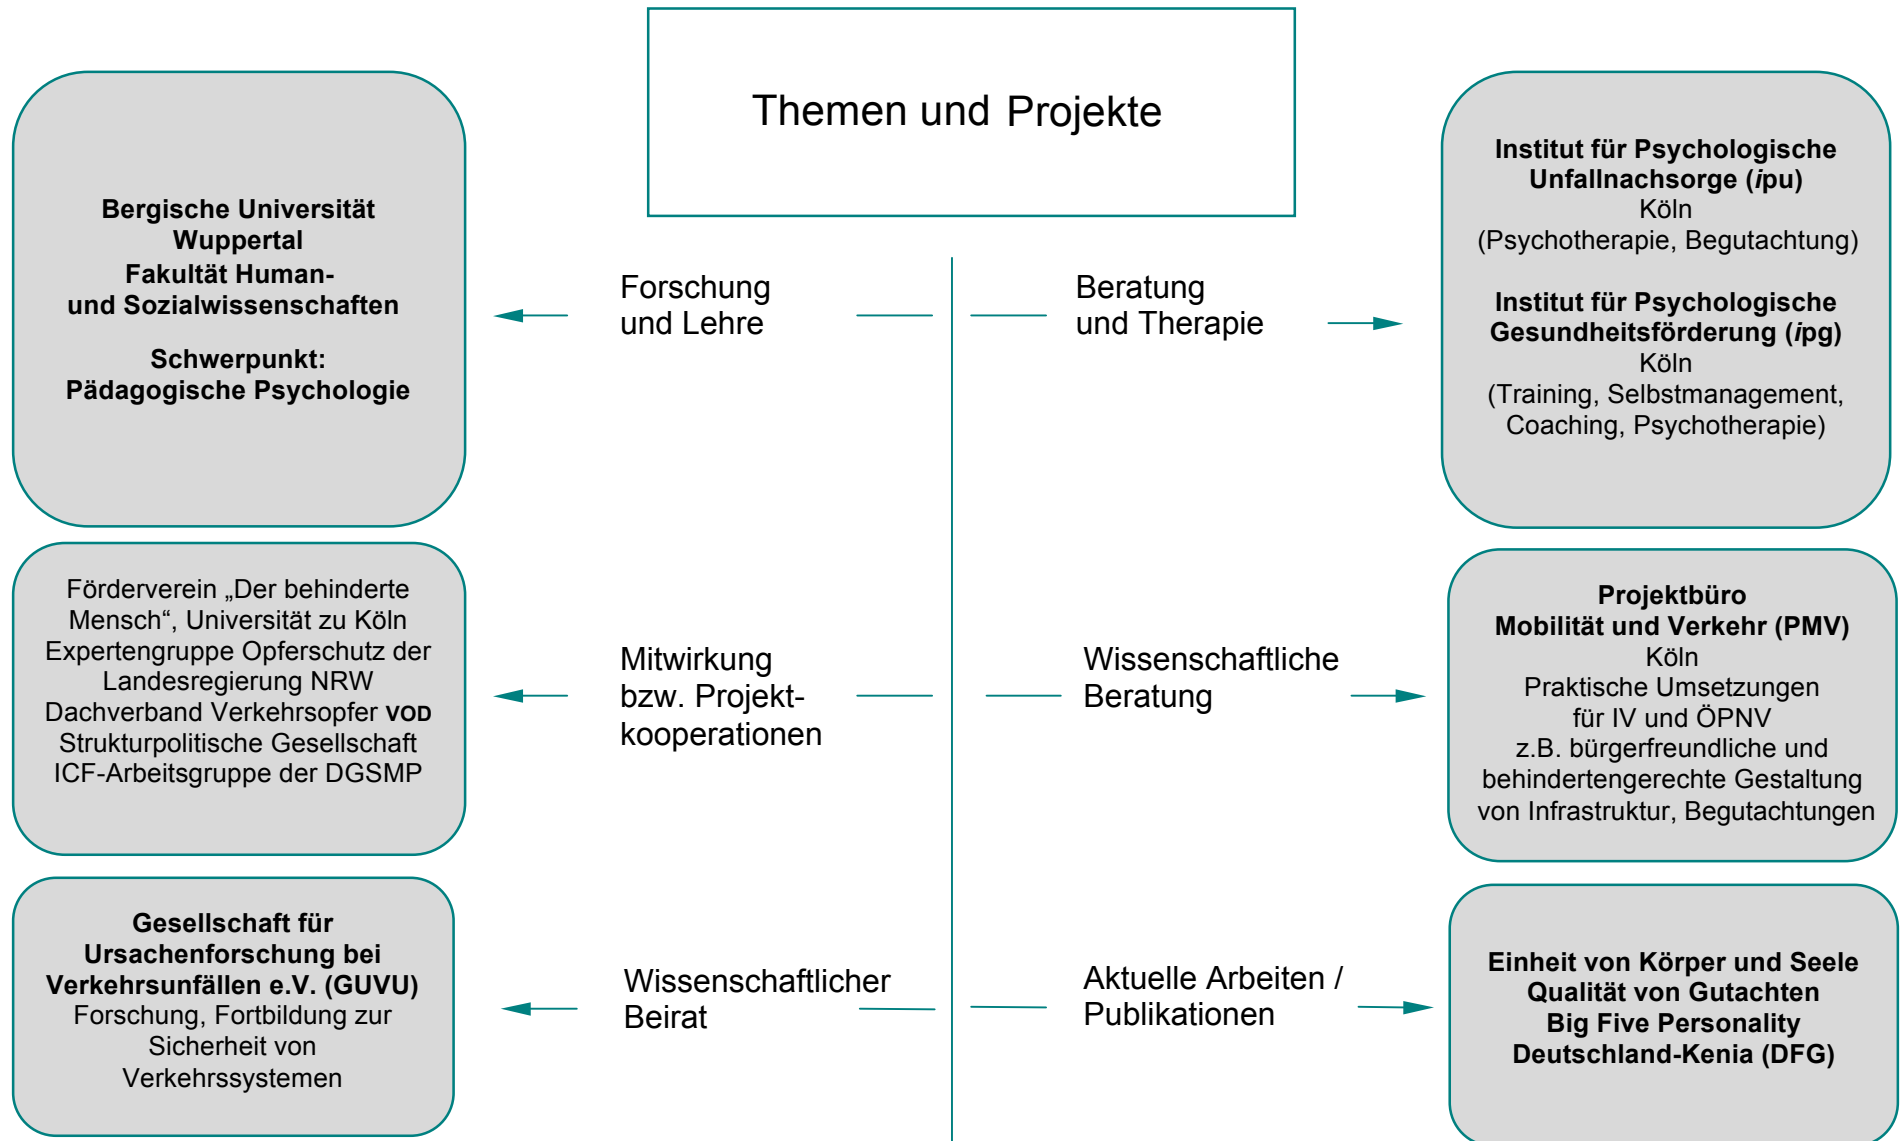 Themen und Projekte
Bergische Universität
Wuppertal
Fakultät Human-
und Sozialwissenschaften
Schwerpunkt:
Pädagogische Psychologie
Forschung
und Lehre
Beratung
und Therapie
Institut für Psychologische
Unfallnachsorge (ipu)
Köln
(Psychotherapie, Begutachtung)
Institut für Psychologische
Gesundheitsförderung (ipg)
Köln
(Training, Selbstmanagement,
Coaching, Psychotherapie)
Förderverein „Der behinderte
Mensch“, Universität zu Köln
Expertengruppe Opferschutz der
Landesregierung NRW
Dachverband Verkehrsopfer VOD
Strukturpolitische Gesellschaft
ICF-Arbeitsgruppe der DGSMP
Mitwirkung
bzw. Projekt-
kooperationen
Wissenschaftliche
Beratung
Projektbüro
Mobilität und Verkehr (PMV)
Köln
Praktische Umsetzungen
für IV und ÖPNV
z.B. bürgerfreundliche und
behindertengerechte Gestaltung
von Infrastruktur, Begutachtungen
Gesellschaft für
Ursachenforschung bei
Verkehrsunfällen e.V. (GUVU)
Forschung, Fortbildung zur
Sicherheit von
Verkehrssystemen
Wissenschaftlicher
Beirat
Aktuelle Arbeiten /
Publikationen
Einheit von Körper und Seele
Qualität von Gutachten
Big Five Personality
Deutschland-Kenia (DFG)